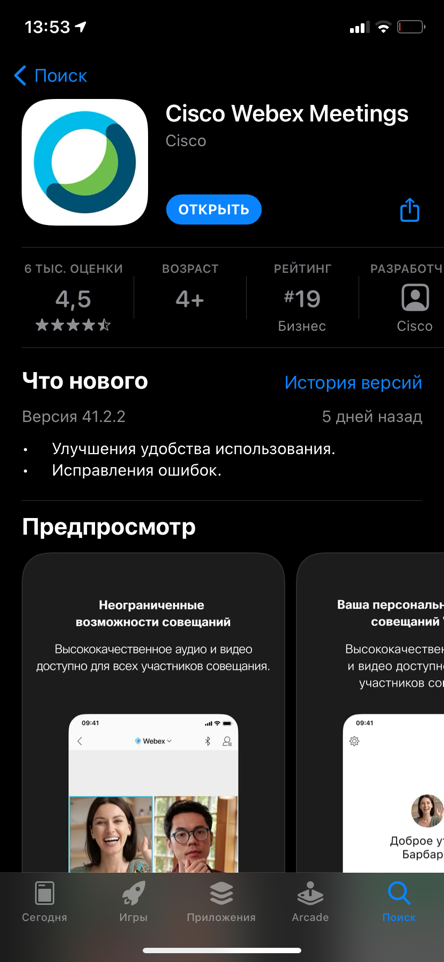 13:53
Поиск
Cisco Webex Meetings
Cisco
ОТКРЫТЬ
6 ТЫС. ОЦЕНКИ
4,5
ВОЗРАСТ
4+
РЕЙТИНГ
#19
Бизнес
РАЗРАБОТЧ
Cisco
Что нового
История версий
Версия 41.2.2
5 дней назад
• Улучшения удобства использования.
• Исправления ошибок.
Предпросмотр
Неограниченные
возможности совещаний
Высококачественное аудио и видео
доступно для всех участников совещания.
09:41
Webex
Ваша персональн
совещаний
Высококачествен
и видео доступн
участников со
09:41
Доброе у
Барбар
Сегодня
Игры
Приложения
Arcade
Поиск